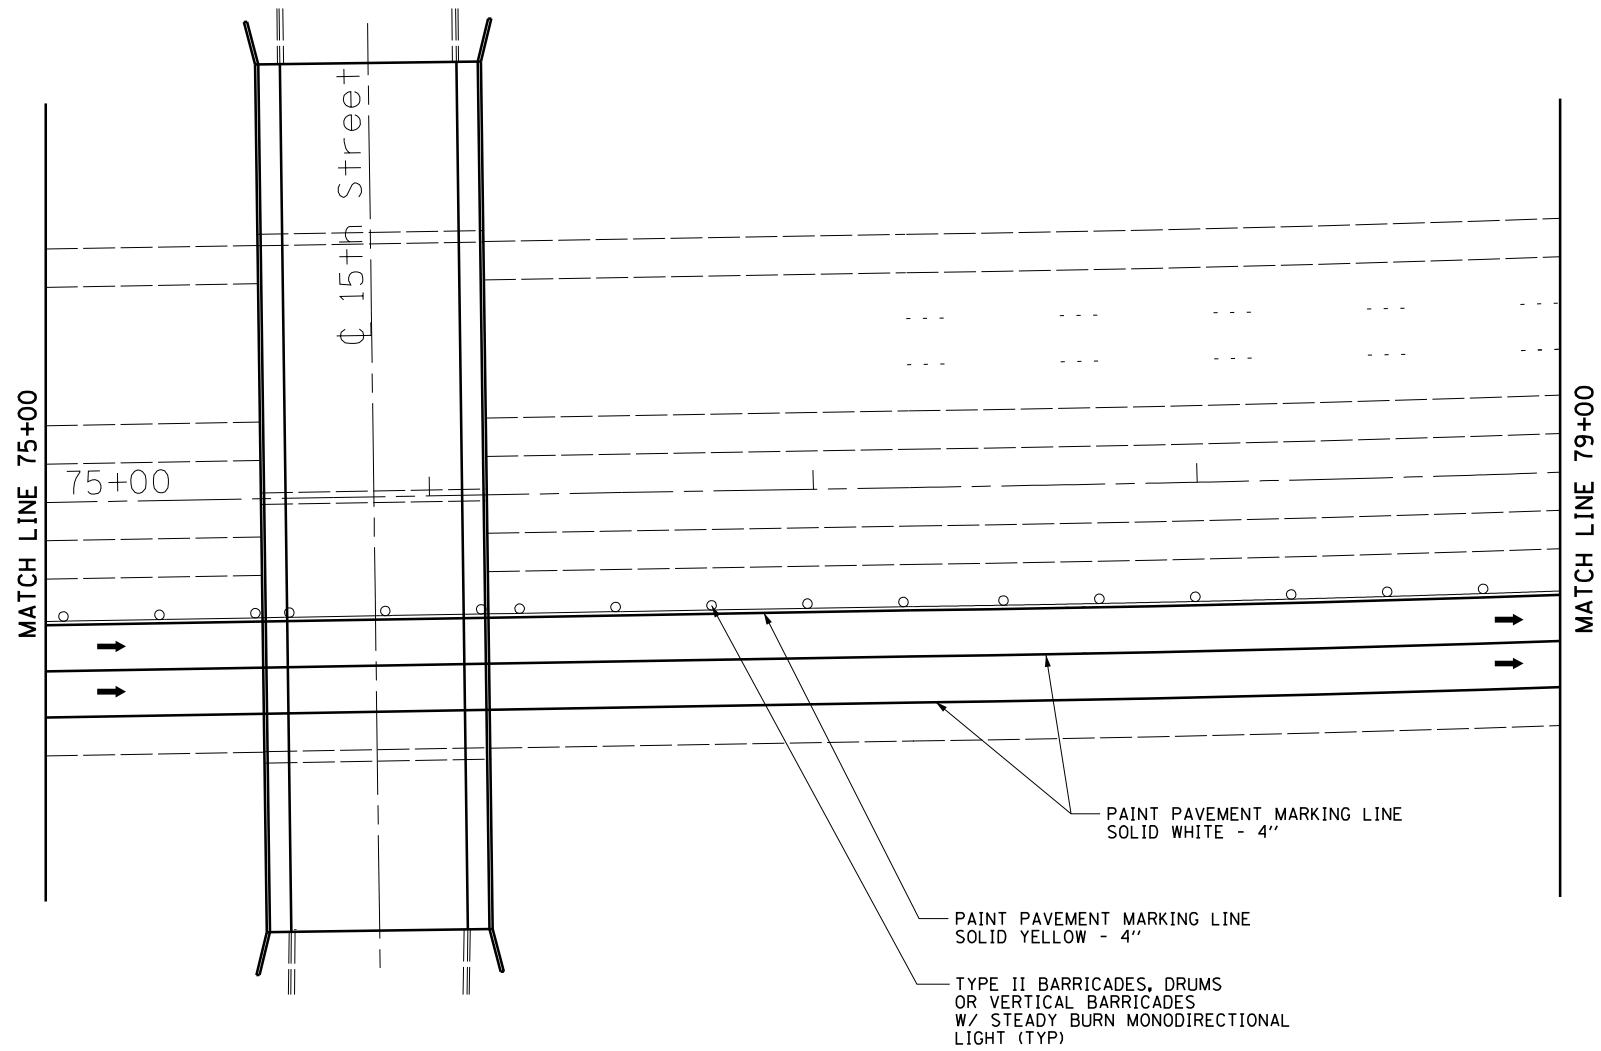 ℄ 15th Street
MATCH LINE 75+00
75+00
MATCH LINE 79+00
PAINT PAVEMENT MARKING LINE
SOLID WHITE - 4''
PAINT PAVEMENT MARKING LINE
SOLID YELLOW - 4''
TYPE II BARRICADES, DRUMS
OR VERTICAL BARRICADES
W/ STEADY BURN MONODIRECTIONAL
LIGHT (TYP)